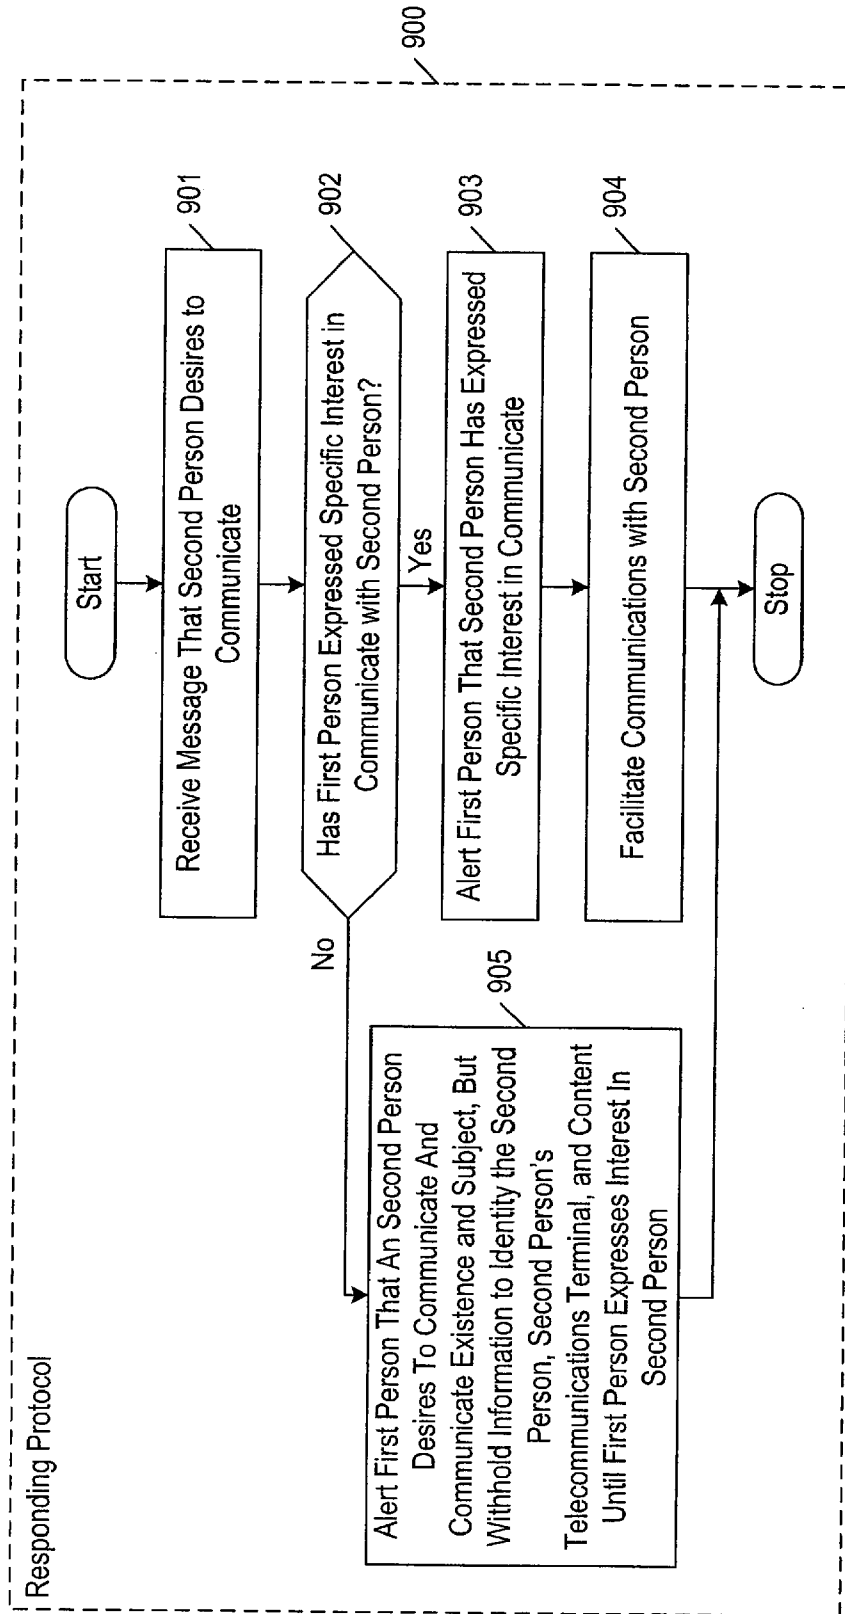 Responding Protocol
900
Start
901
Receive Message That Second Person Desires to
Communicate
902
Has First Person Expressed Specific Interest in
Communicate with Second Person?
No
Yes
903
Alert First Person That Second Person Has Expressed
Specific Interest in Communicate
904
Facilitate Communications with Second Person
905
Alert First Person That An Second Person
Desires To Communicate And
Communicate Existence and Subject, But
Withhold Information to Identity the Second
Person, Second Person's
Telecommunications Terminal, and Content
Until First Person Expresses Interest In
Second Person
Stop